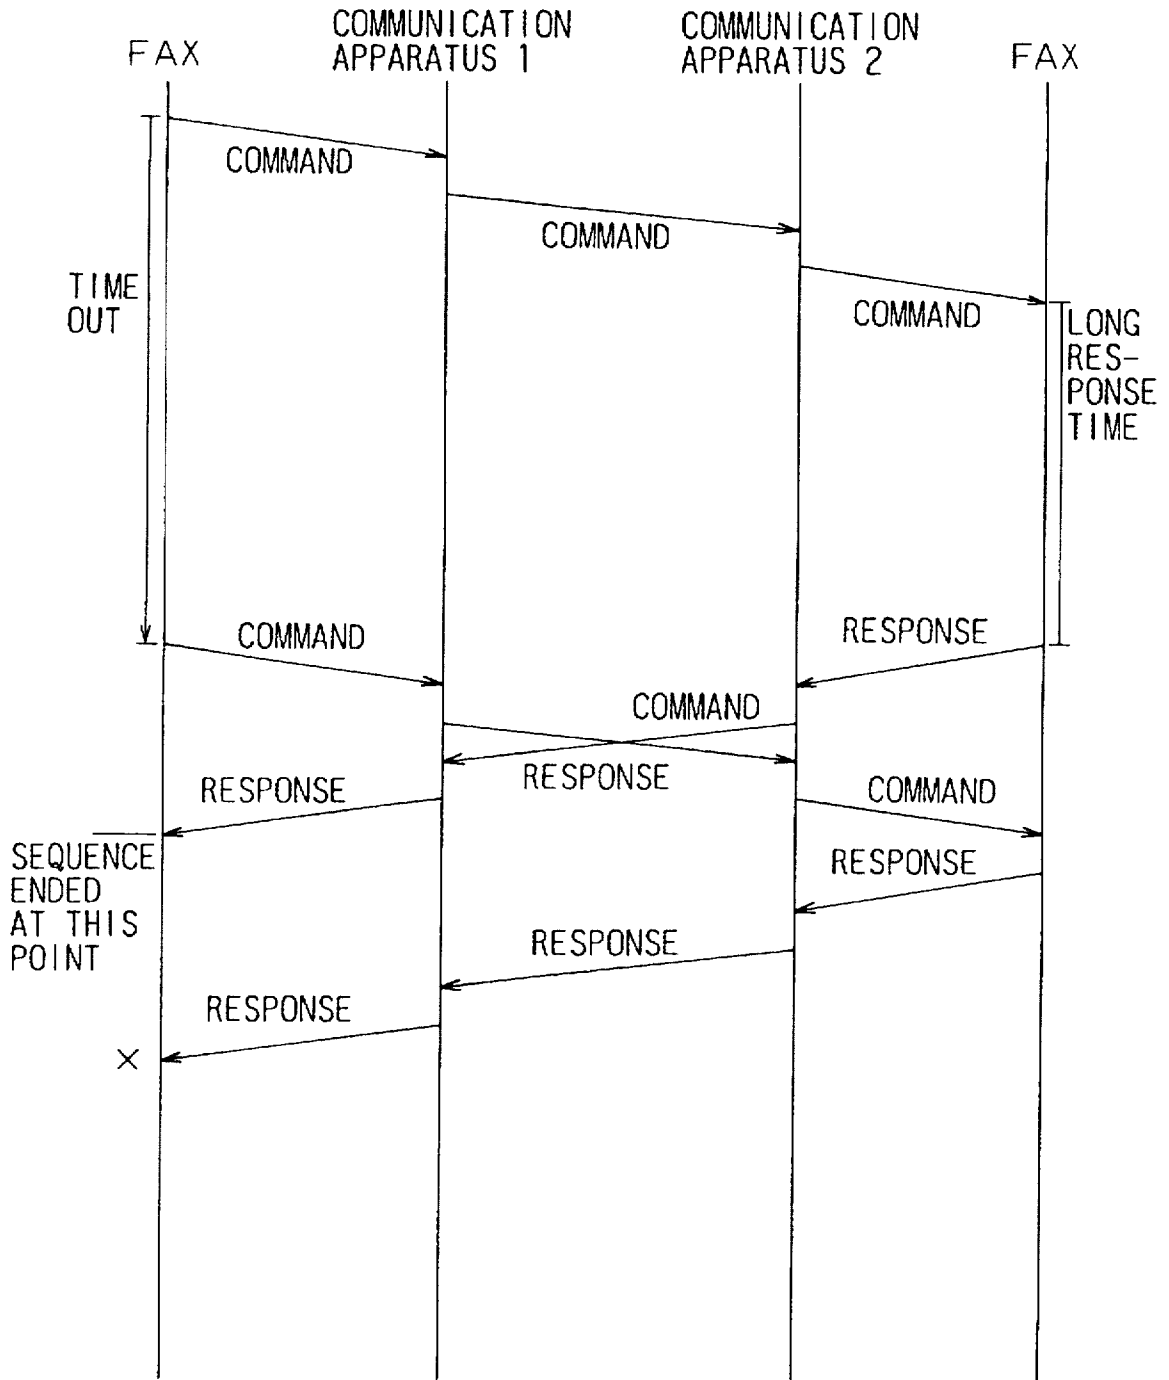 FAX
COMMUNICATION
APPARATUS 1
COMMUNICATION
APPARATUS 2
FAX
COMMAND
COMMAND
COMMAND
TIME
OUT
LONG
RES-
PONSE
TIME
COMMAND
RESPONSE
COMMAND
RESPONSE
RESPONSE
COMMAND
SEQUENCE
ENDED
AT THIS
POINT
RESPONSE
RESPONSE
RESPONSE
X